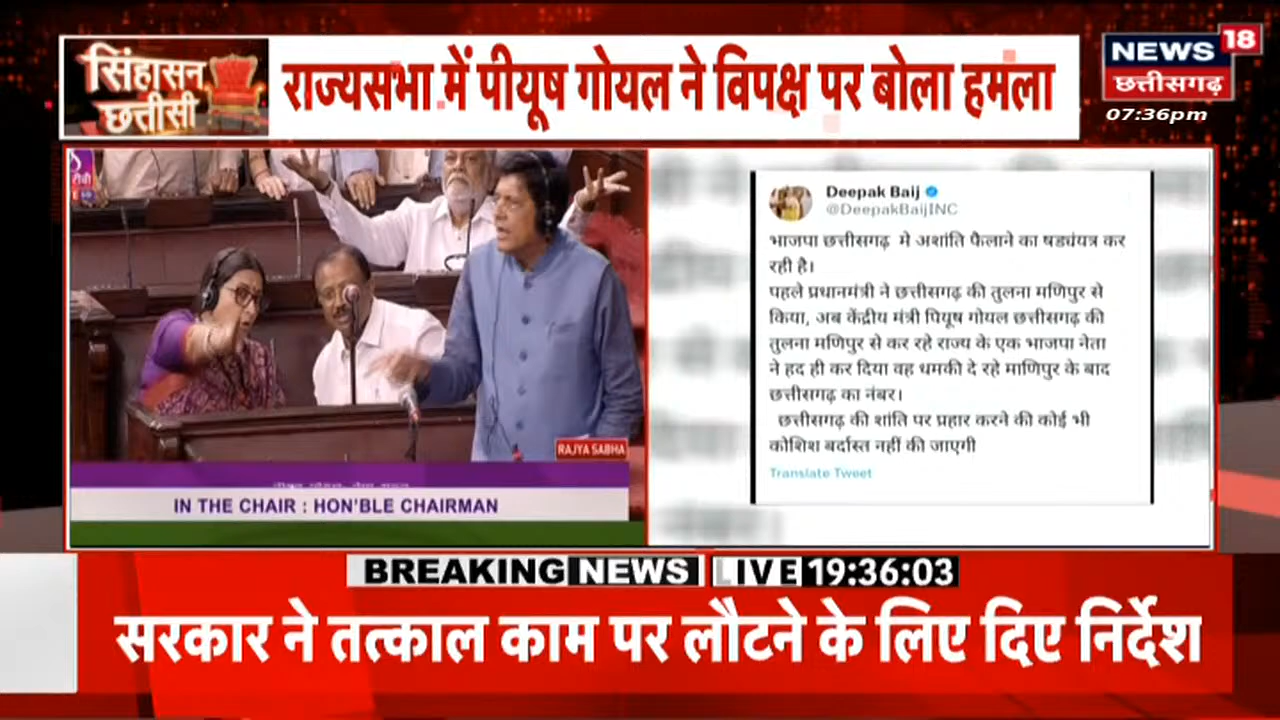 सिंहासन
छत्तीसी
राज्यसभा में पीयूष गोयल ने विपक्ष पर बोला हमला
NEWS 18
छत्तीसगढ़
07:36pm
Deepak Baij
@DeepakBaijINC
भाजपा छत्तीसगढ़ मे अशांति फैलाने का षड्यंत्र कर
रही है।
पहले प्रधानमंत्री ने छत्तीसगढ़ की तुलना मणिपुर से
किया, अब केंद्रीय मंत्री पियूष गोयल छत्तीसगढ़ की
तुलना मणिपुर से कर रहे राज्य के एक भाजपा नेता
ने हद ही कर दिया वह धमकी दे रहे माणिपुर के बाद
छत्तीसगढ़ का नंबर।
छत्तीसगढ़ की शांति पर प्रहार करने की कोई भी
कोशिश बर्दास्त नहीं की जाएगी
Translate Tweet
RAJYA SABHA
IN THE CHAIR : HON'BLE CHAIRMAN
BREAKING NEWS LIVE 19:36:03
सरकार ने तत्काल काम पर लौटने के लिए दिए निर्देश